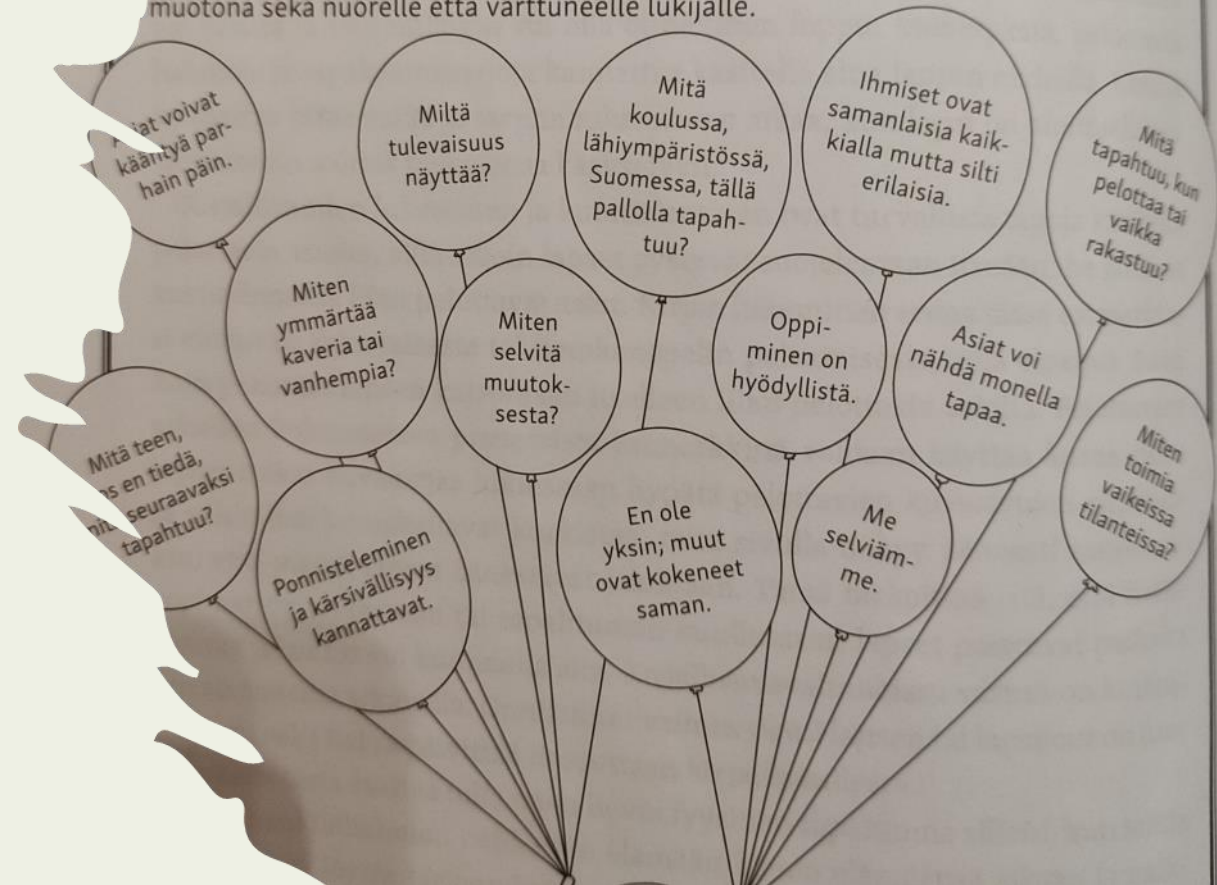 muotona sekä nuorelle että varttuneelle lukijalle.
voivat
kääntyä par-
hain päin.
Miltä
tulevaisuus
näyttää?
Mitä
koulussa,
lähiympäristössä,
Suomessa, tällä
pallolla tapah-
tuu?
Ihmiset ovat
samanlaisia kaik-
kialla mutta silti
erilaisia.
Mitä
tapahtuu, kun
pelottaa tai
vaikka
rakastuu?
Miten
ymmärtää
kaveria tai
vanhempia?
Miten
selvitä
muutok-
sesta?
Oppi-
minen on
hyödyllistä.
Asiat voi
nähdä monella
tapaa.
Mitä teen,
en tiedä,
seuraavaksi
tapahtuu?
Ponnisteleminen
ja kärsivällisyys
kannattavat.
En ole
yksin; muut
ovat kokeneet
saman.
Me
selviäm-
me.
Miten
toimia
vaikeissa
tilanteissa?